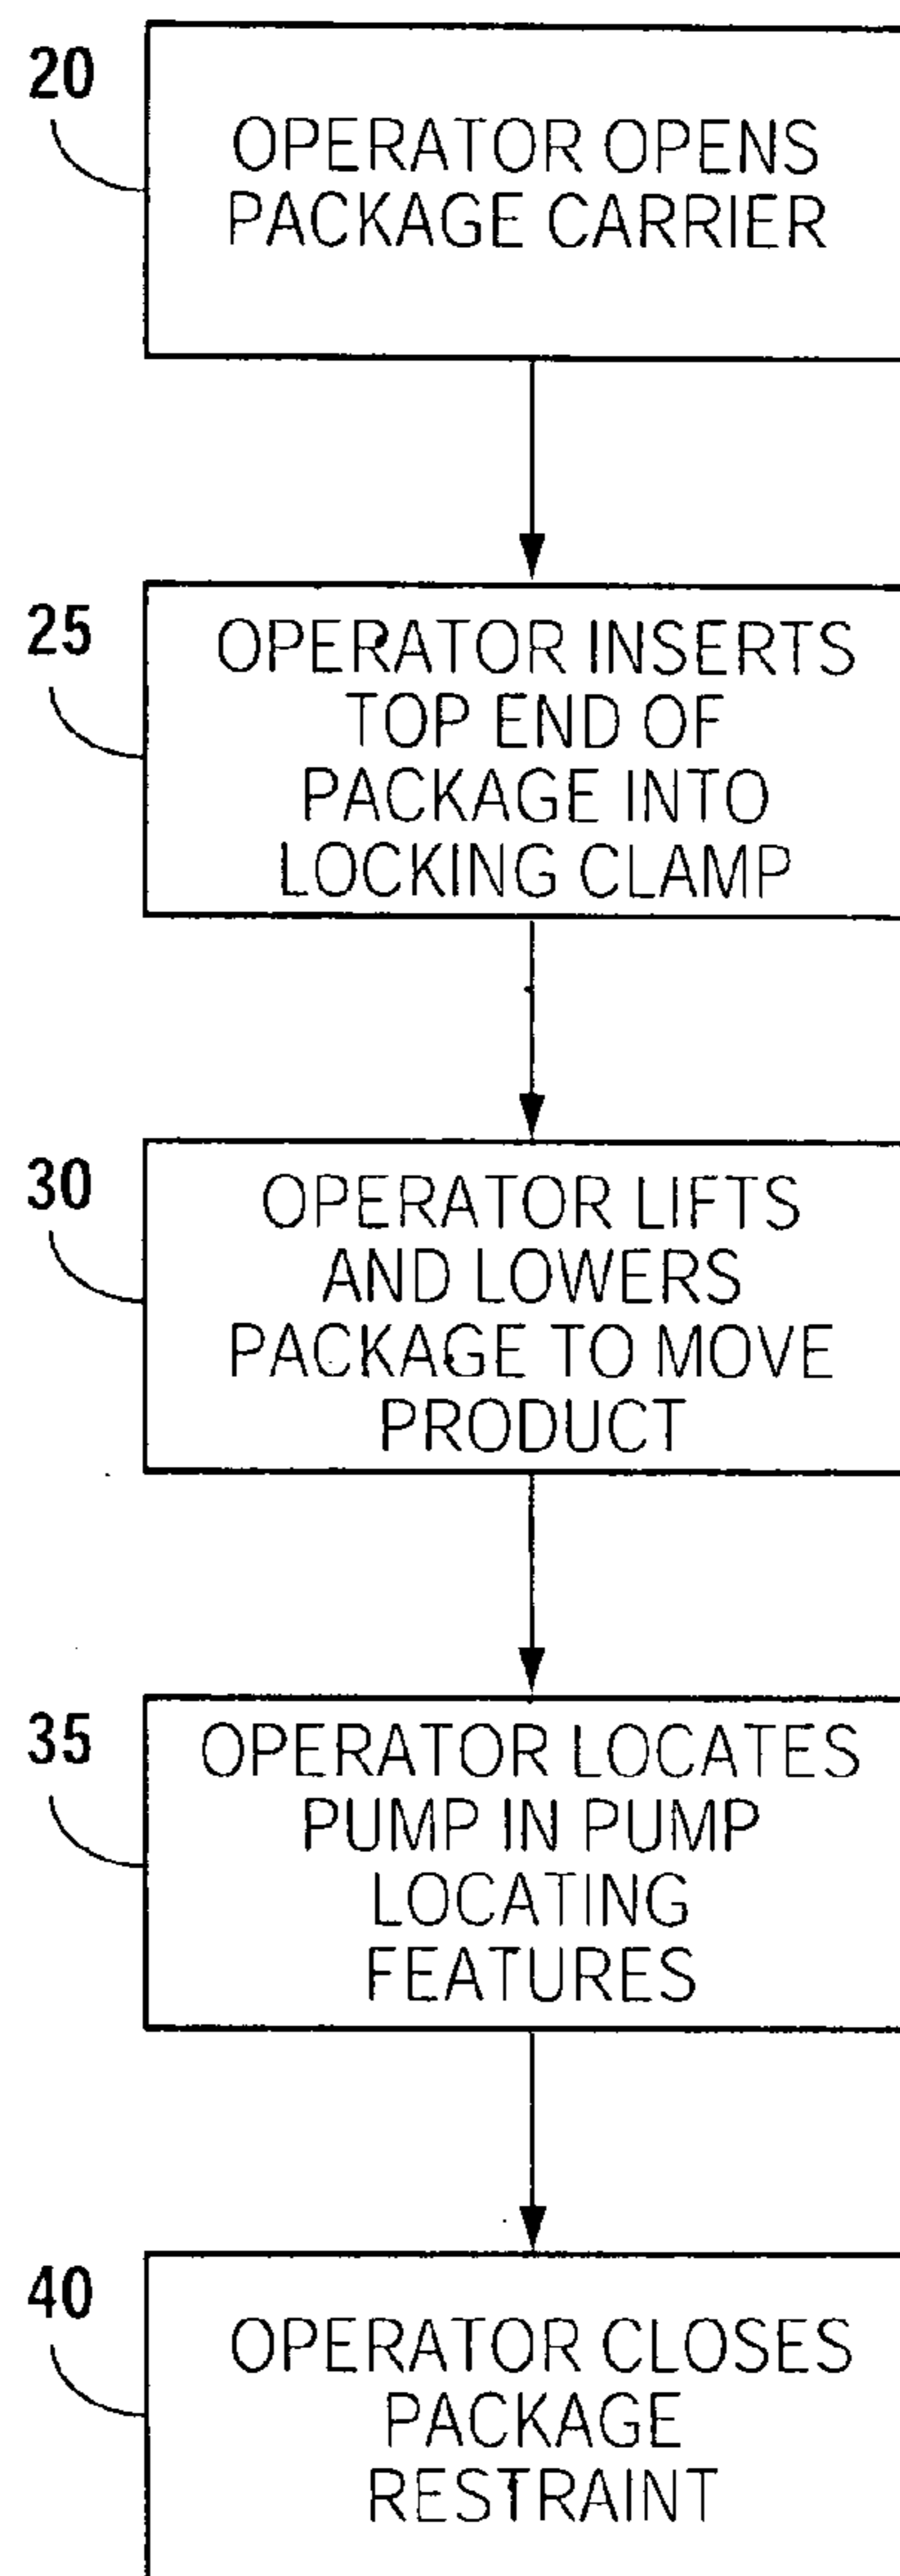 20
OPERATOR OPENS
PACKAGE CARRIER
25
OPERATOR INSERTS
TOP END OF
PACKAGE INTO
LOCKING CLAMP
30
OPERATOR LIFTS
AND LOWERS
PACKAGE TO MOVE
PRODUCT
35
OPERATOR LOCATES
PUMP IN PUMP
LOCATING
FEATURES
40
OPERATOR CLOSES
PACKAGE
RESTRAINT